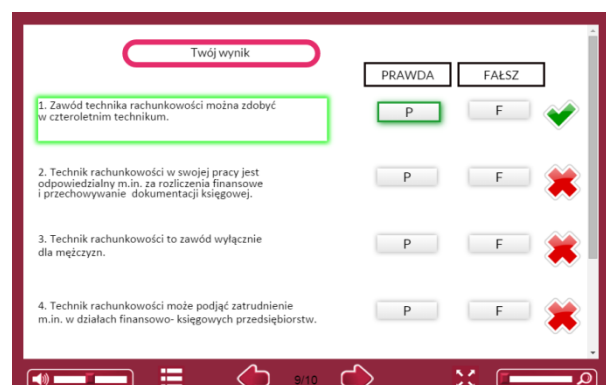 Twój wynik
PRAWDA FAŁSZ
1. Zawód technika rachunkowości można zdobyć
w czteroletnim technikum.
P F
2. Technik rachunkowości w swojej pracy jest
odpowiedzialny m.in. za rozliczenia finansowe
i przechowywanie dokumentacji księgowej.
P F
3. Technik rachunkowości to zawód wyłącznie
dla mężczyzn.
P F
4. Technik rachunkowości może podjąć zatrudnienie
m.in. w działach finansowo- księgowych przedsiębiorstw.
P F
9/10